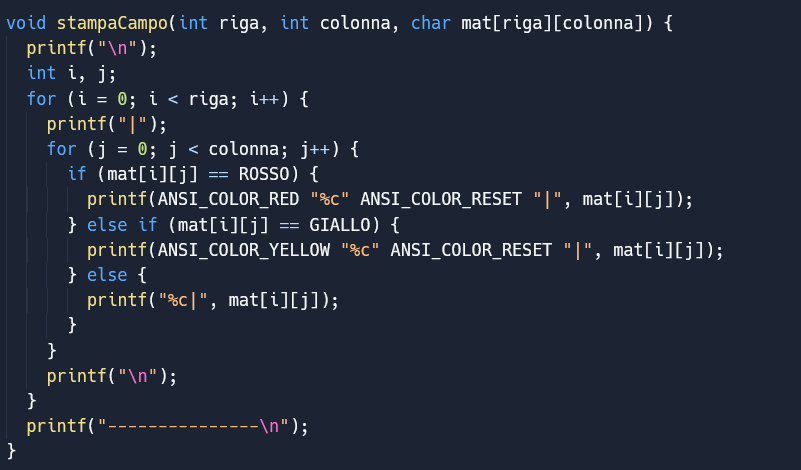 void stampaCampo(int riga, int colonna, char mat[riga][colonna]) {
  printf("\n");
  int i, j;
  for (i = 0; i < riga; i++) {
    printf("|");
    for (j = 0; j < colonna; j++) {
      if (mat[i][j] == ROSSO) {
        printf(ANSI_COLOR_RED "%c" ANSI_COLOR_RESET "|", mat[i][j]);
      } else if (mat[i][j] == GIALLO) {
        printf(ANSI_COLOR_YELLOW "%c" ANSI_COLOR_RESET "|", mat[i][j]);
      } else {
        printf("%c|", mat[i][j]);
      }
    }
    printf("\n");
  }
  printf("---------------\n");
}